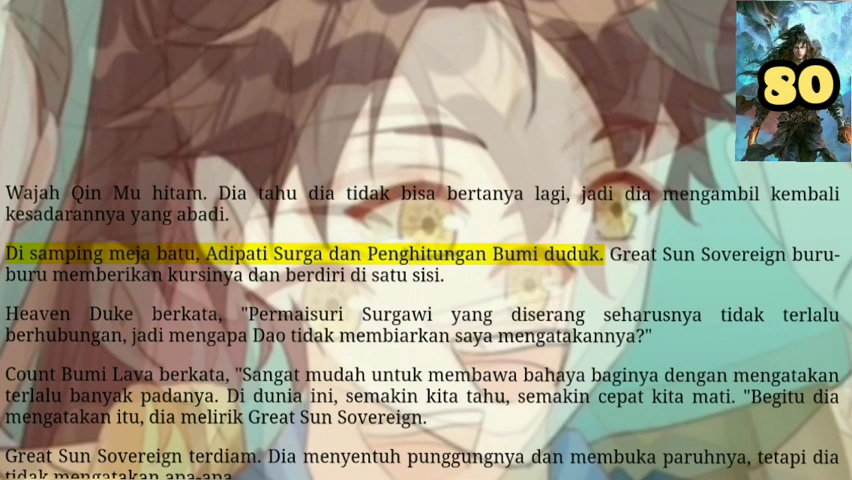 80
Wajah Qin Mu hitam. Dia tahu dia tidak bisa bertanya lagi, jadi dia mengambil kembali
kesadarannya yang abadi.
Di samping meja batu, Adipati Surga dan Penghitungan Bumi duduk. Great Sun Sovereign buru-
buru memberikan kursinya dan berdiri di satu sisi.
Heaven Duke berkata, "Permaisuri Surgawi yang diserang seharusnya tidak terlalu
berhubungan, jadi mengapa Dao tidak membiarkan saya mengatakannya?"
Count Bumi Lava berkata, "Sangat mudah untuk membawa bahaya baginya dengan mengatakan
terlalu banyak padanya. Di dunia ini, semakin kita tahu, semakin cepat kita mati. "Begitu dia
mengatakan itu, dia melirik Great Sun Sovereign.
Great Sun Sovereign terdiam. Dia menyentuh punggungnya dan membuka paruhnya, tetapi dia
tidak mengatakan apa-apa.